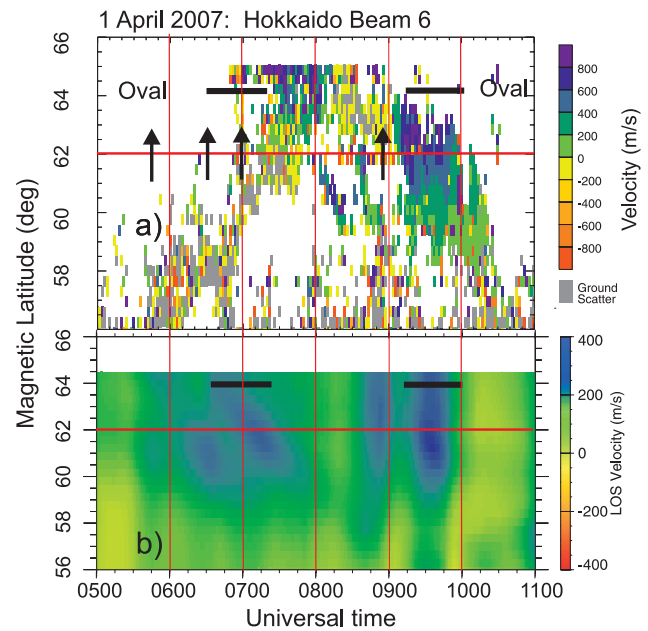 1 April 2007: Hokkaido Beam 6
66
64
62
60
58
Oval
Oval
a)
800
600
400
200
0
-200
-400
-600
-800
Velocity (m/s)
Ground
Scatter
Magnetic Latitude (deg)
66
64
62
60
58
56
b)
400
200
0
-200
-400
LOS Velocity (m/s)
0500 0600 0700 0800 0900 1000 1100
Universal time